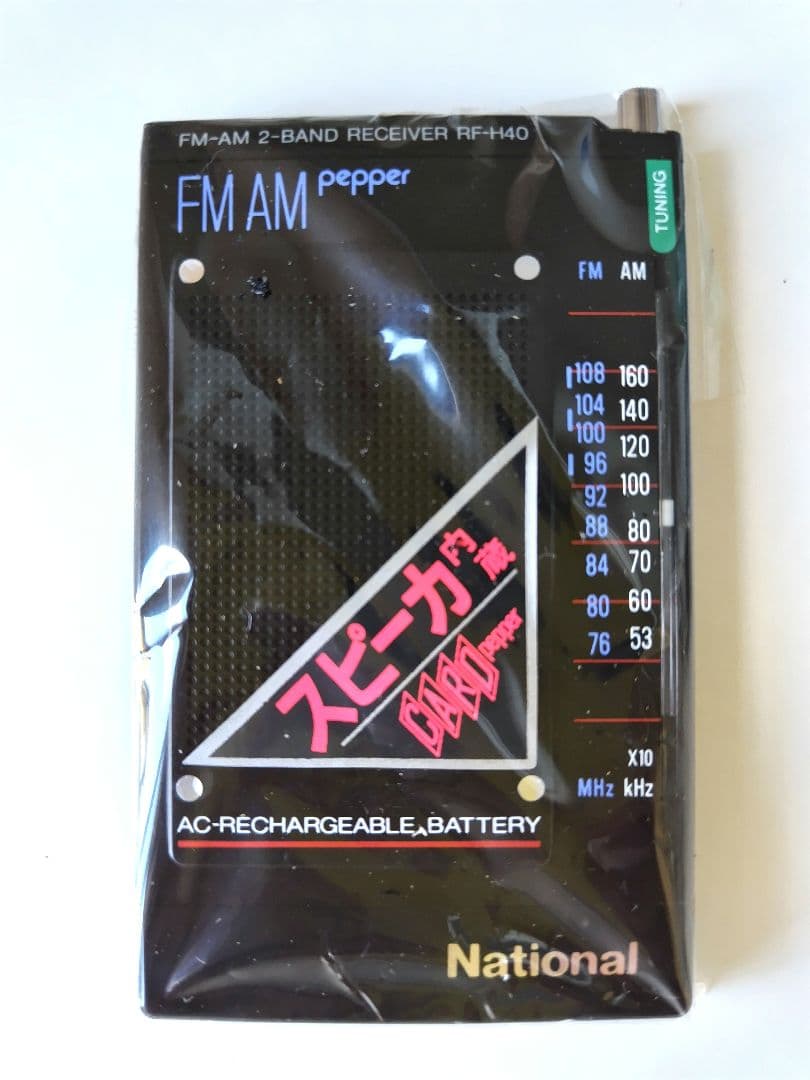 FM-AM 2-BAND RECEIVER RF-H40
FM AM pepper
TUNING
FM AM
108 160
104 140
100 120
96 100
92
88 80
84 70
80 60
76 53
X10
MHz kHz
スピーカ内蔵
CARD pepper
AC-RECHARGEABLE BATTERY
National